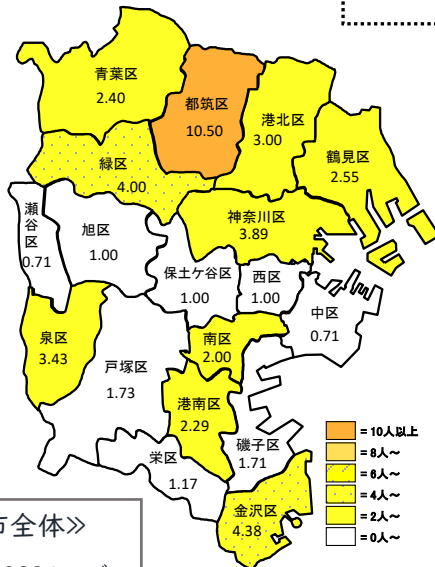 青葉区
2.40
都筑区
10.50
港北区
3.00
鶴見区
2.55
緑区
4.00
神奈川区
3.89
瀬
谷
区
0.71
旭区
1.00
保土ケ谷区
1.00
西区
1.00
中区
0.71
泉区
3.43
戸塚区
1.73
南区
2.00
港南区
2.29
磯子区
1.71
栄区
1.17
金沢区
4.38
=10人以上
=8人~
=6人~
=4人~
=2人~
=0人~
市全体≫